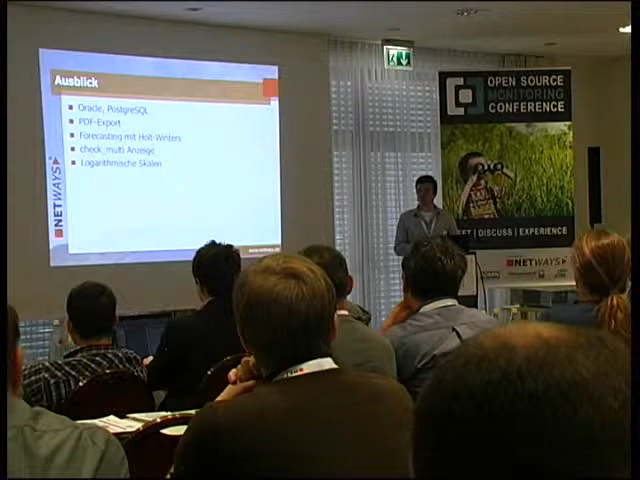 Ausblick
Oracle, PostgreSQL
PDF-Export
Forecasting mit Holt-Winters
check_multi Anzeige
Logarithmische Skalen
NETWAYS
OPEN SOURCE
MONITORING
CONFERENCE
| DISCUSS | EXPERIENCE
NETWAYS